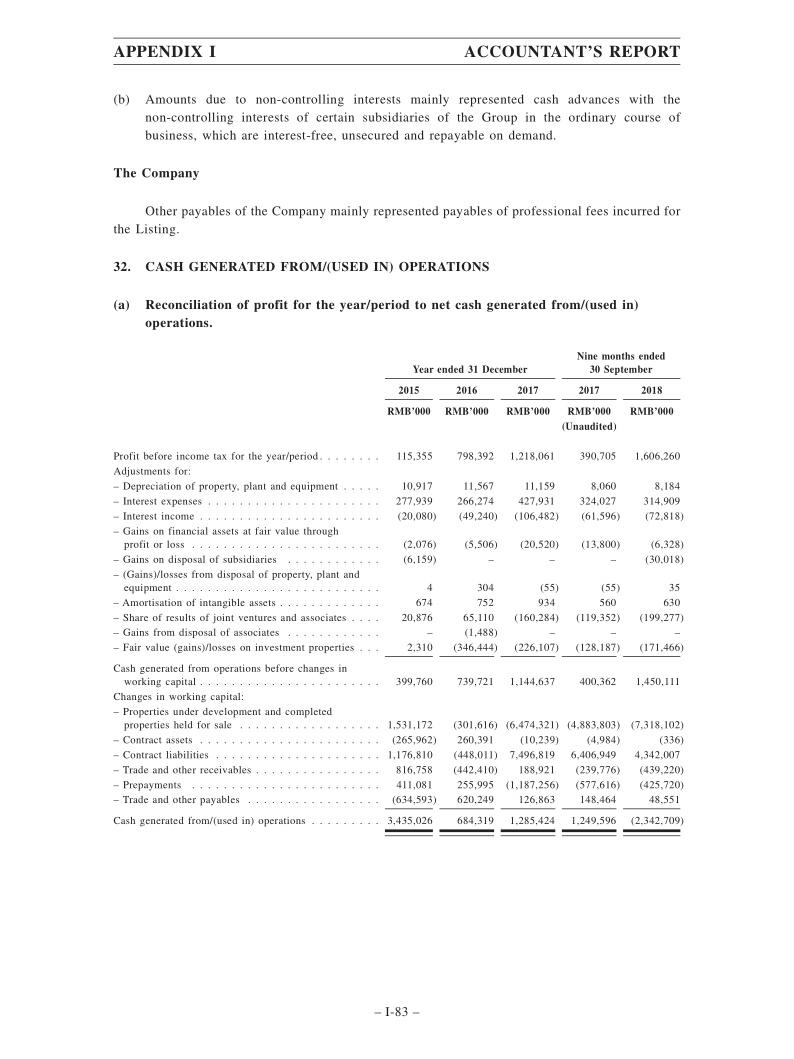 APPENDIX I ACCOUNTANT'S REPORT
(b) Amounts due to non-controlling interests mainly represented cash advances with the
non-controlling interests of certain subsidiaries of the Group in the ordinary course of
business, which are interest-free, unsecured and repayable on demand.
The Company
Other payables of the Company mainly represented payables of professional fees incurred for
the Listing.
32. CASH GENERATED FROM/(USED IN) OPERATIONS
(a) Reconciliation of profit for the year/period to net cash generated from/(used in)
operations.
Nine months ended
Year ended 31 December 30 September
2015 2016 2017 2017 2018
RMB'000 RMB'000 RMB'000 RMB'000 RMB'000
(Unaudited)
Profit before income tax for the year/period . . . . . . . . 115,355 798,392 1,218,061 390,705 1,606,260
Adjustments for:
– Depreciation of property, plant and equipment . . . . . 10,917 11,567 11,159 8,060 8,184
– Interest expenses . . . . . . . . . . . . . . . . . . . . . . 277,939 266,274 427,931 324,027 314,909
– Interest income . . . . . . . . . . . . . . . . . . . . . . . (20,080) (49,240) (106,482) (61,596) (72,818)
– Gains on financial assets at fair value through
profit or loss . . . . . . . . . . . . . . . . . . . . . . . . (2,076) (5,506) (20,520) (13,800) (6,328)
– Gains on disposal of subsidiaries . . . . . . . . . . . . (6,159) – – – (30,018)
– (Gains)/losses from disposal of property, plant and
equipment . . . . . . . . . . . . . . . . . . . . . . . . . . 4 304 (55) (55) 35
– Amortisation of intangible assets . . . . . . . . . . . . . 674 752 934 560 630
– Share of results of joint ventures and associates . . . . 20,876 65,110 (160,284) (119,352) (199,277)
– Gains from disposal of associates . . . . . . . . . . . . – (1,488) – – –
– Fair value (gains)/losses on investment properties . . . 2,310 (346,444) (226,107) (128,187) (171,466)
Cash generated from operations before changes in
working capital . . . . . . . . . . . . . . . . . . . . . . . 399,760 739,721 1,144,637 400,362 1,450,111
Changes in working capital:
– Properties under development and completed
properties held for sale . . . . . . . . . . . . . . . . . . 1,531,172 (301,616) (6,474,321) (4,883,803) (7,318,102)
– Contract assets . . . . . . . . . . . . . . . . . . . . . . . (265,962) 260,391 (10,239) (4,984) (336)
– Contract liabilities . . . . . . . . . . . . . . . . . . . . . 1,176,810 (448,011) 7,496,819 6,406,949 4,342,007
– Trade and other receivables . . . . . . . . . . . . . . . . 816,758 (442,410) 188,921 (239,776) (439,220)
– Prepayments . . . . . . . . . . . . . . . . . . . . . . . . 411,081 255,995 (1,187,256) (577,616) (425,720)
– Trade and other payables . . . . . . . . . . . . . . . . . (634,593) 620,249 126,863 148,464 48,551
Cash generated from/(used in) operations . . . . . . . . . 3,435,026 684,319 1,285,424 1,249,596 (2,342,709)
– I-83 –